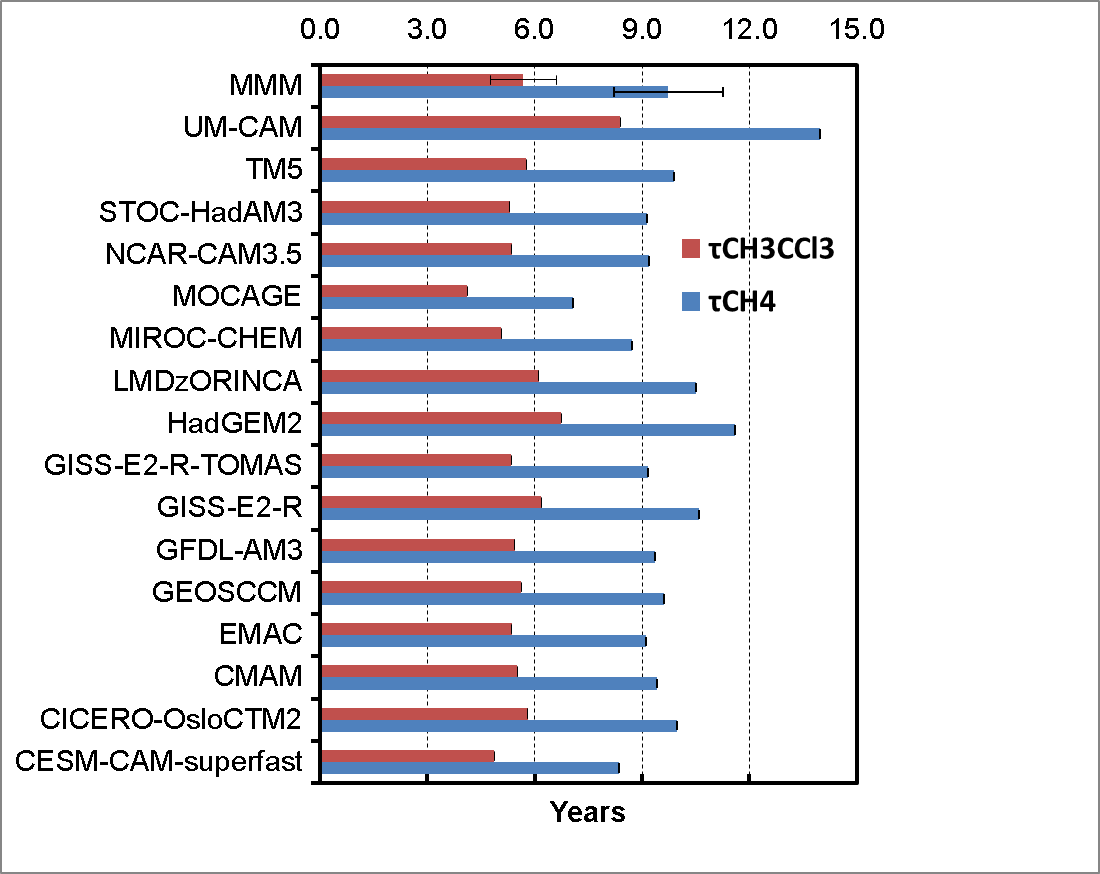 0.0 3.0 6.0 9.0 12.0 15.0
MMM
UM-CAM
TM5
STOC-HadAM3
NCAR-CAM3.5
MOCAGE
MIROC-CHEM
LMDzORINCA
HadGEM2
GISS-E2-R-TOMAS
GISS-E2-R
GFDL-AM3
GEOSCCM
EMAC
CMAM
CICERO-OsloCTM2
CESM-CAM-superfast
τCH3CCl3
τCH4
Years